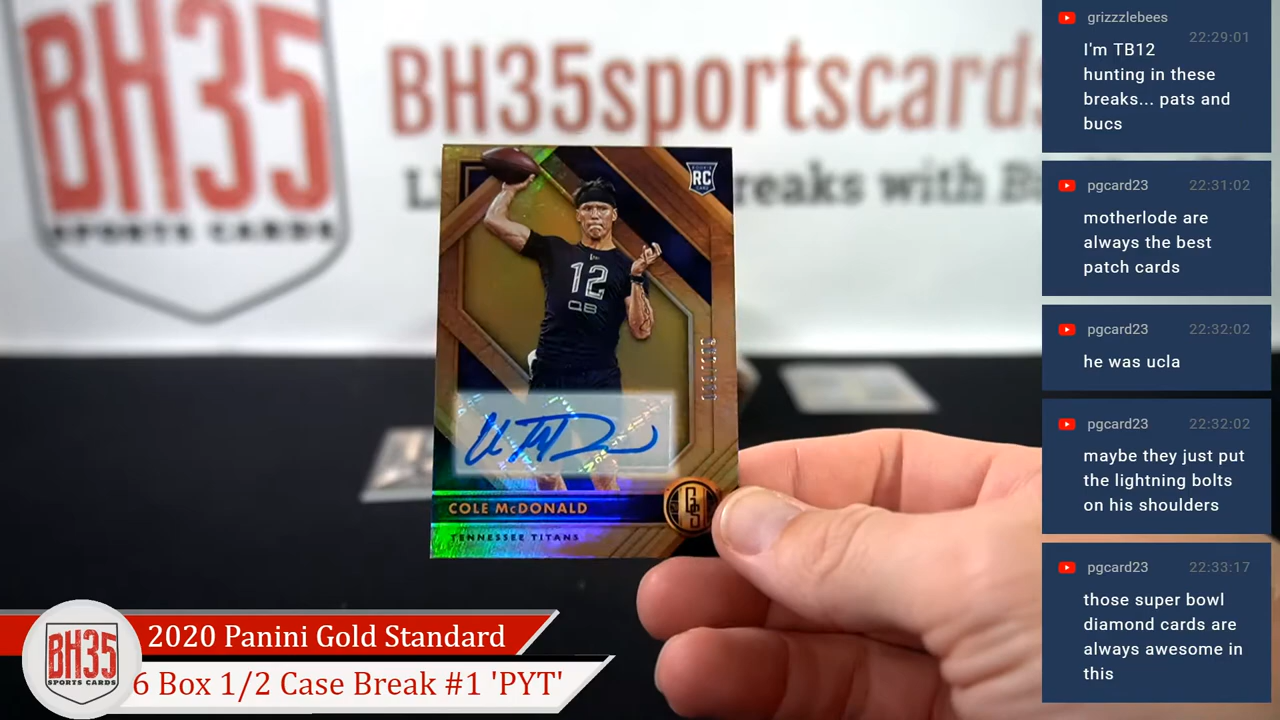 BH35
SPORTS CARDS
BH35sportscards
reaks with
RC
12
QB
COLE McDONALD
TENNESSEE TITANS
BH35
SPORTS CARDS
2020 Panini Gold Standard
6 Box 1/2 Case Break #1 'PYT'
grizzzlebees
22:29:01
I'm TB12
hunting in these
breaks... pats and
bucs
pgcard23 22:31:02
motherlode are
always the best
patch cards
pgcard23 22:32:02
he was ucla
pgcard23 22:32:02
maybe they just put
the lightning bolts
on his shoulders
pgcard23 22:33:17
those super bowl
diamond cards are
always awesome in
this